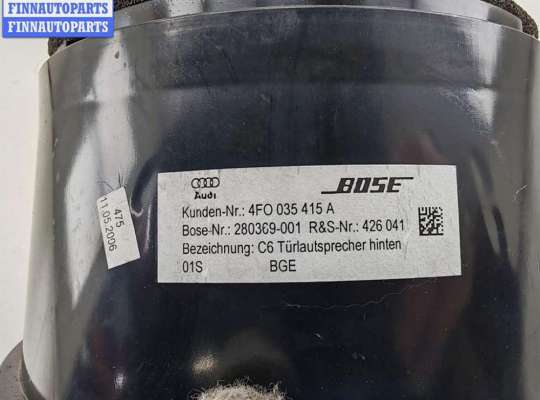 FINNAUTOPARTS
FINNAUTOPARTS
Audi
BOSE
Kunden-Nr.: 4FO 035 415 A
Bose-Nr.: 280369-001 R&S-Nr.: 426 041
Bezeichnung: C6 Türlautsprecher hinten
01S BGE
475
11.05.2006